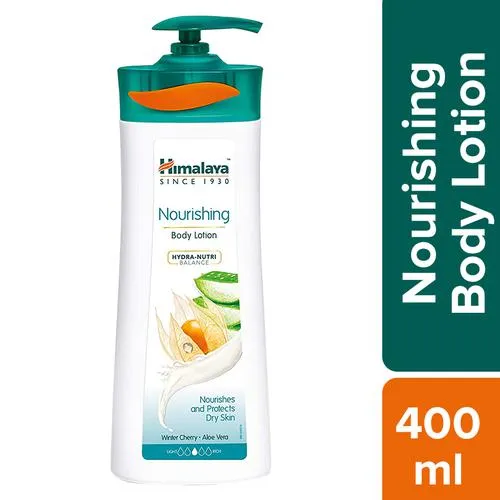 Himalaya™
SINCE 1930
Nourishing
Body Lotion
HYDRA-NUTRI
BALANCE
Nourishes
and Protects
Dry Skin
Winter Cherry • Aloe Vera
LIGHT RICH
Nourishing
Body Lotion
400
ml